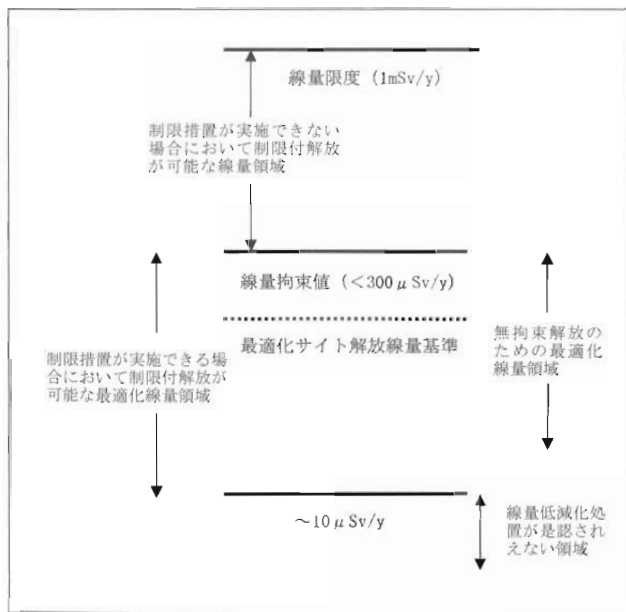 線量限度 (1mSv/y)
制限措置が実施できない
場合において制限付解放
が可能な線量領域
線量拘束値 (<300μSv/y)
最適化サイト解放線量基準
無拘束解放の
ための最適化
線量領域
制限措置が実施できる場
合において制限付解放が
可能な最適化線量領域
～10μSv/y
線量低減化処
置が是認され
えない領域